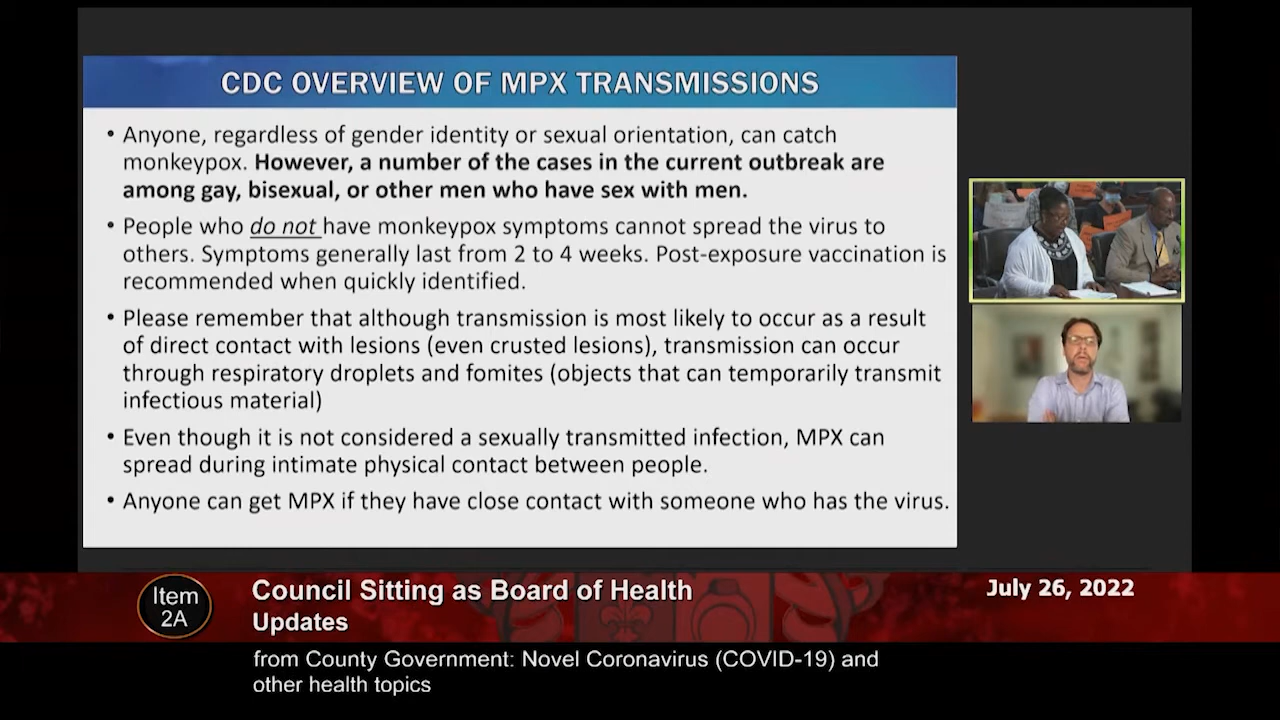 CDC OVERVIEW OF MPX TRANSMISSIONS
• Anyone, regardless of gender identity or sexual orientation, can catch
monkeypox. However, a number of the cases in the current outbreak are
among gay, bisexual, or other men who have sex with men.
• People who do not have monkeypox symptoms cannot spread the virus to
others. Symptoms generally last from 2 to 4 weeks. Post-exposure vaccination is
recommended when quickly identified.
• Please remember that although transmission is most likely to occur as a result
of direct contact with lesions (even crusted lesions), transmission can occur
through respiratory droplets and fomites (objects that can temporarily transmit
infectious material)
• Even though it is not considered a sexually transmitted infection, MPX can
spread during intimate physical contact between people.
• Anyone can get MPX if they have close contact with someone who has the virus.
Item
2A
Council Sitting as Board of Health
Updates
July 26, 2022
from County Government: Novel Coronavirus (COVID-19) and
other health topics